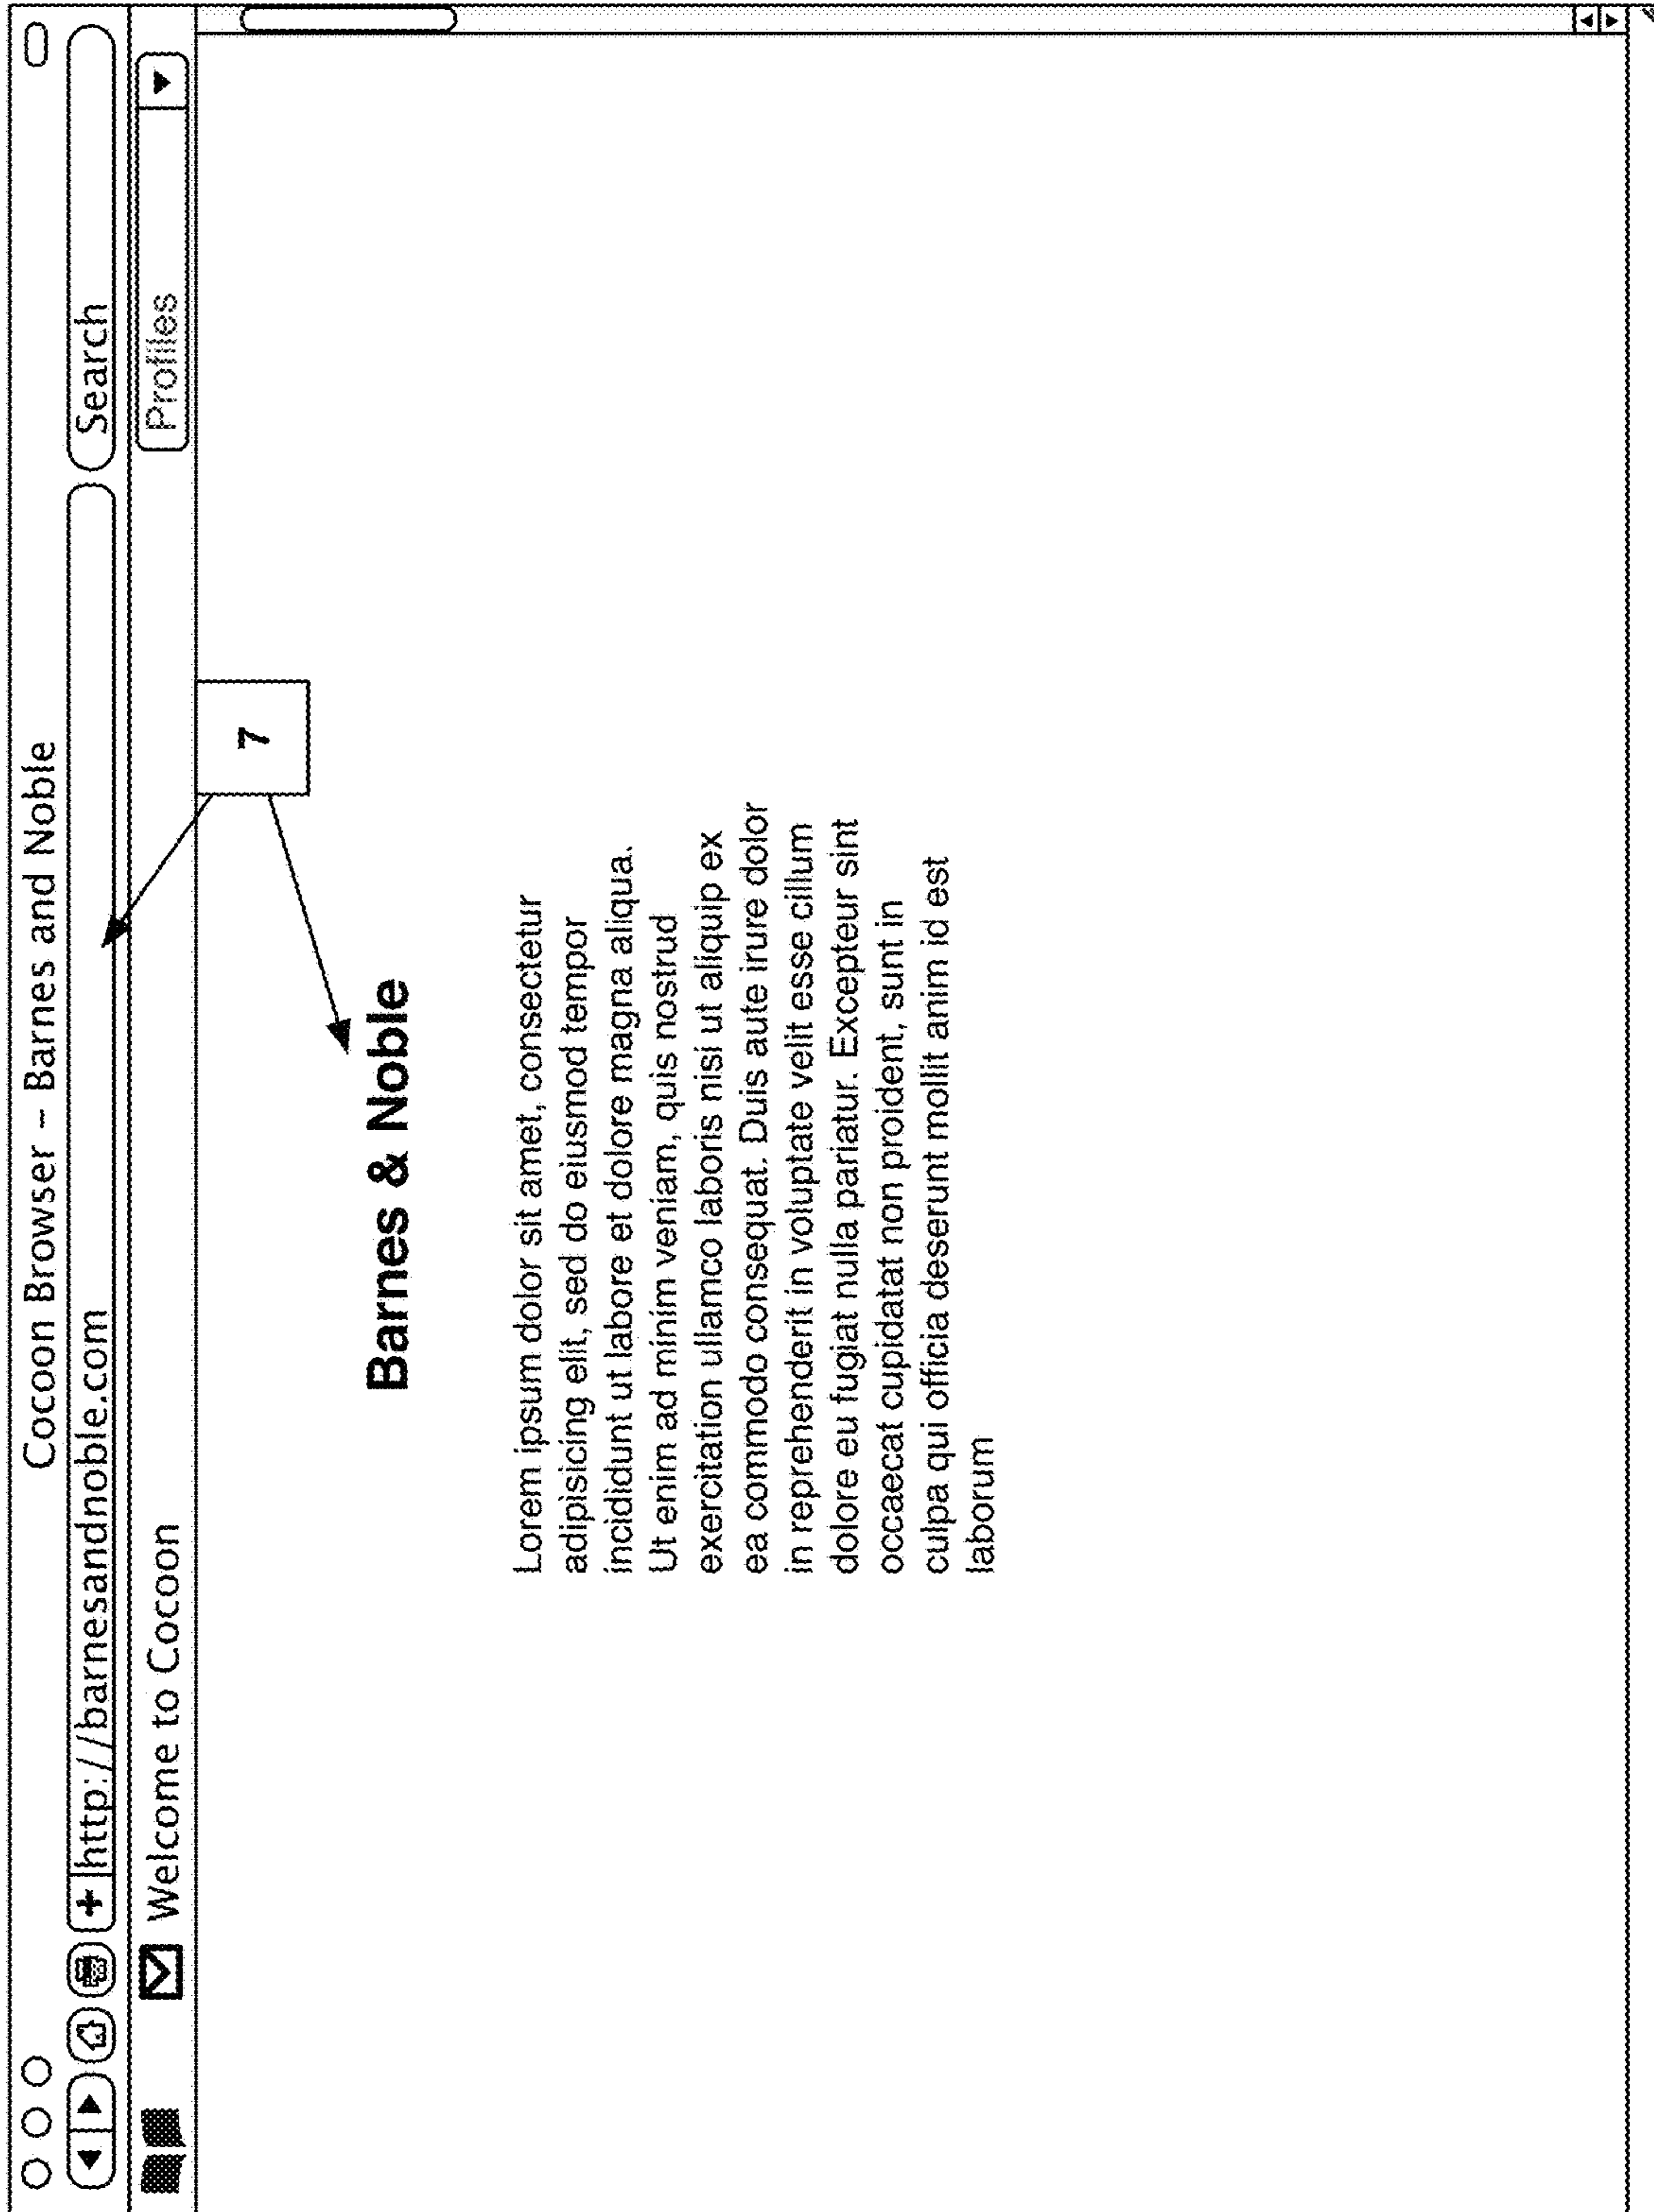 Cocoon Browser – Barnes and Noble
http://barnesandnoble.com
Search
Welcome to Cocoon
Profiles
7
Barnes & Noble
Lorem ipsum dolor sit amet, consectetur
adipisicing elit, sed do eiusmod tempor
incididunt ut labore et dolore magna aliqua.
Ut enim ad minim veniam, quis nostrud
exercitation ullamco laboris nisi ut aliquip ex
ea commodo consequat. Duis aute irure dolor
in reprehenderit in voluptate velit esse cillum
dolore eu fugiat nulla pariatur. Excepteur sint
occaecat cupidatat non proident, sunt in
culpa qui officia deserunt mollit anim id est
laborum